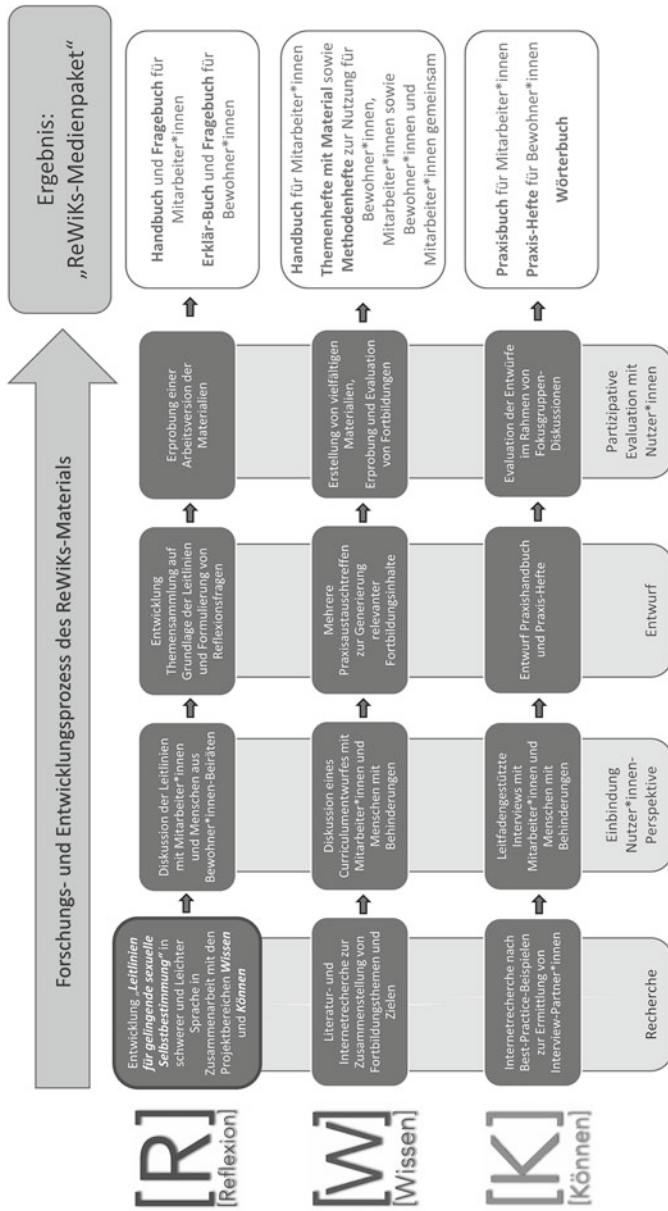 Forschungs- und Entwicklungsprozess des ReWiKs-Materials
Ergebnis:
„ReWiKs-Medienpaket“
[R]
[Reflexion]
Entwicklung „Leitlinien
für gelingende sexuelle
Selbstbestimmung“ in
schwerer und Leichter
Sprache in
Zusammenarbeit mit den
Projektbereichen Wissen
und Können
Diskussion der Leitlinien
mit Mitarbeiter*innen
und Menschen aus
Bewohner*innen-Beiräten
Entwicklung
Themensammlung auf
Grundlage der Leitlinien
und Formulierung von
Reflexionsfragen
Erprobung einer
Arbeitsversion der
Materialien
Handbuch und Fragebuch für
Mitarbeiter*innen
Erklär-Buch und Fragebuch für
Bewohner*innen
[W]
[Wissen]
Literatur- und
Internetrecherche zur
Zusammenstellung von
Fortbildungsthemen und
Zielen
Diskussion eines
Curriculumentwurfes mit
Mitarbeiter*innen und
Menschen mit
Behinderungen
Mehrere
Praxisaustauschtreffen
zur Generierung
relevanter
Fortbildungsinhalte
Erstellung von vielfältigen
Materialien,
Erprobung und Evaluation
von Fortbildungen
Handbuch für Mitarbeiter*innen
Themenhefte mit Material sowie
Methodenhefte zur Nutzung für
Bewohner*innen,
Mitarbeiter*innen sowie
Bewohner*innen und
Mitarbeiter*innen gemeinsam
[K]
[Können]
Internetrecherche nach
Best-Practice-Beispielen
zur Ermittlung von
Interview-Partner*innen
Leitfadengestützte
Interviews mit
Mitarbeiter*innen und
Menschen mit
Behinderungen
Entwurf Praxishandbuch
und Praxis-Hefte
Evaluation der Entwürfe
im Rahmen von
Fokusgruppen-
Diskussionen
Praxisbuch für Mitarbeiter*innen
Praxis-Hefte für Bewohner*innen
Wörterbuch
Recherche
Einbindung
Nutzer*innen-
Perspektive
Entwurf
Partizipative
Evaluation mit
Nutzer*innen